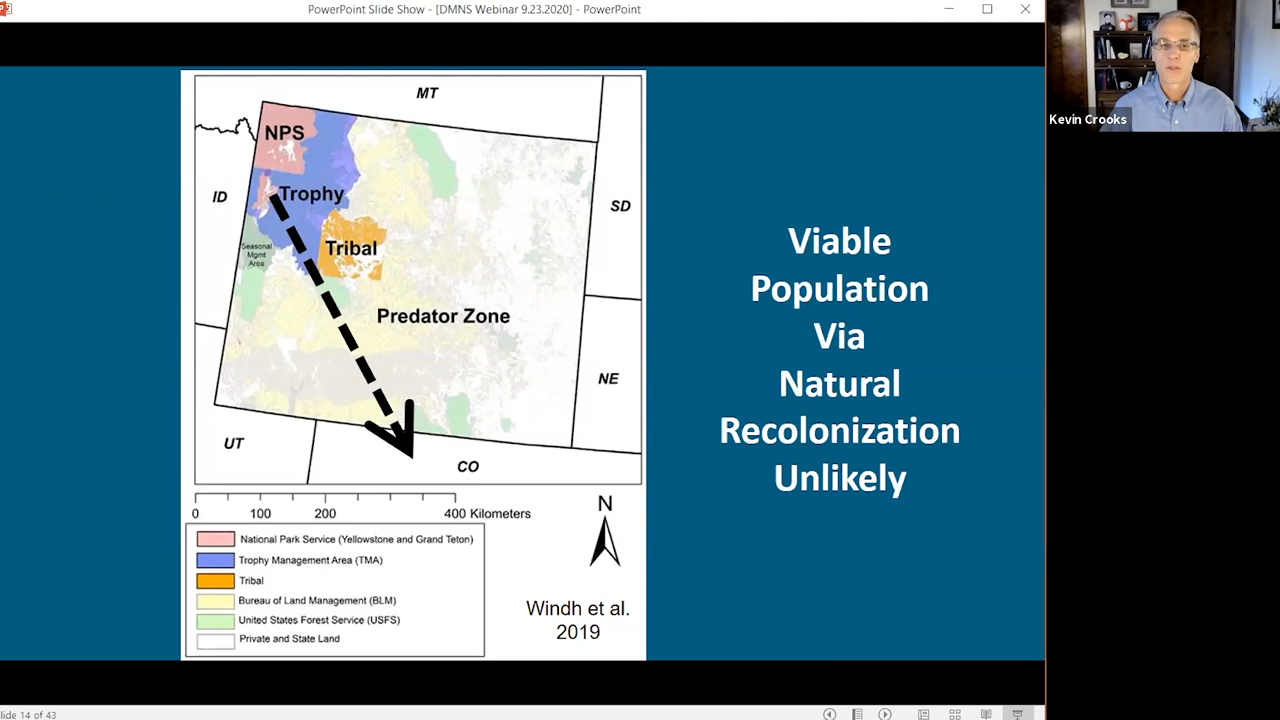 PowerPoint Slide Show - [DMNS Webinar 9.23.2020] - PowerPoint
Kevin Crooks
MT
NPS
ID
Trophy
SD
Seasonal
Mgmt
Area
Tribal
Predator Zone
NE
UT
CO
Viable
Population
Via
Natural
Recolonization
Unlikely
0 100 200 400 Kilometers
N
National Park Service (Yellowstone and Grand Teton)
Trophy Management Area (TMA)
Tribal
Bureau of Land Management (BLM)
United States Forest Service (USFS)
Private and State Land
Windh et al.
2019
Slide 14 of 43